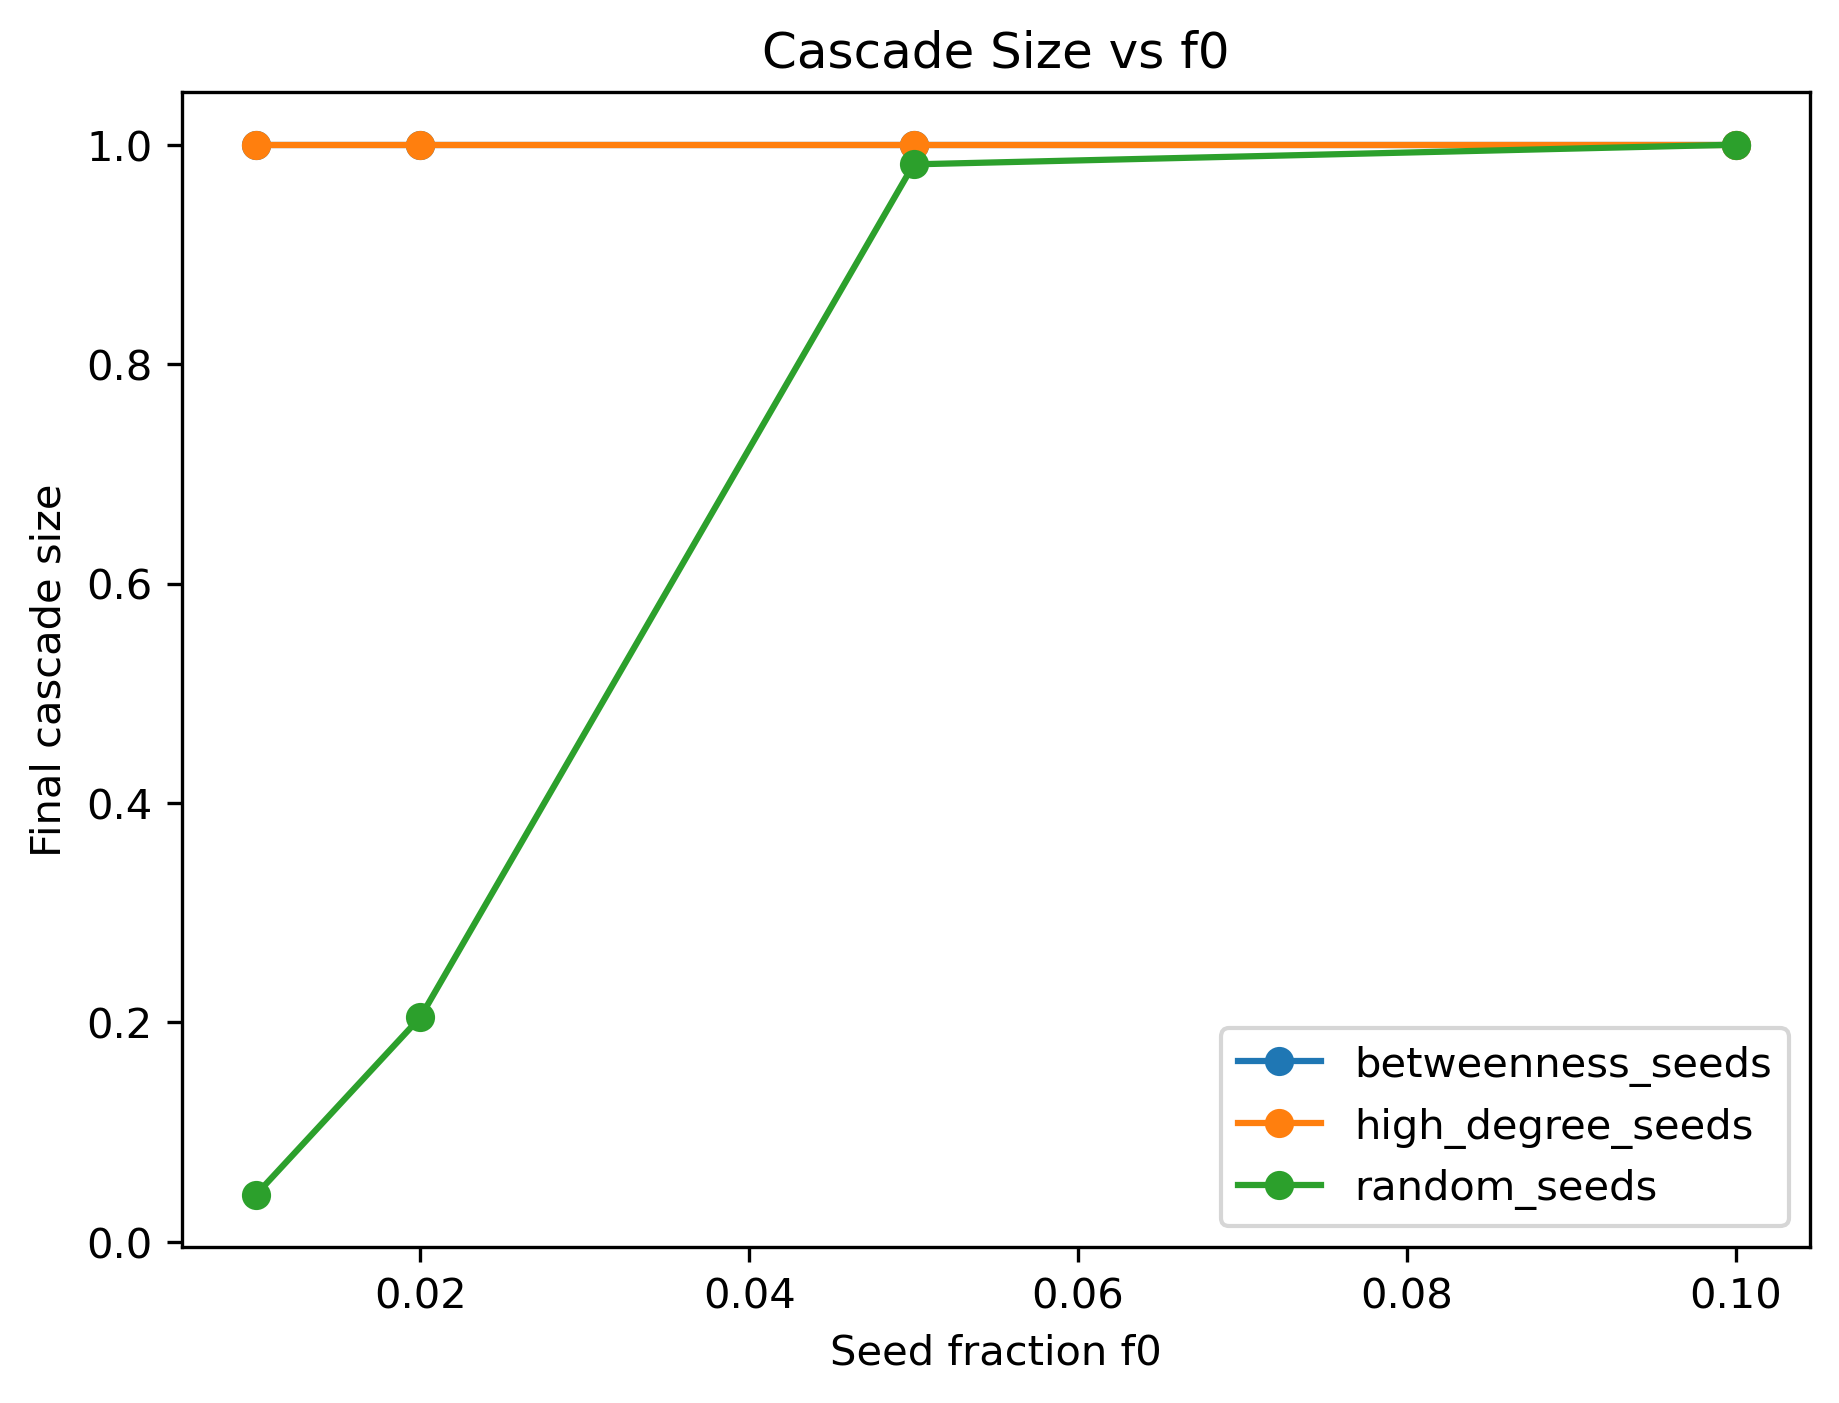 Cascade Size vs f0
1.0
0.8
0.6
0.4
0.2
0.0
Final cascade size
0.02 0.04 0.06 0.08 0.10
Seed fraction f0
betweenness_seeds
high_degree_seeds
random_seeds